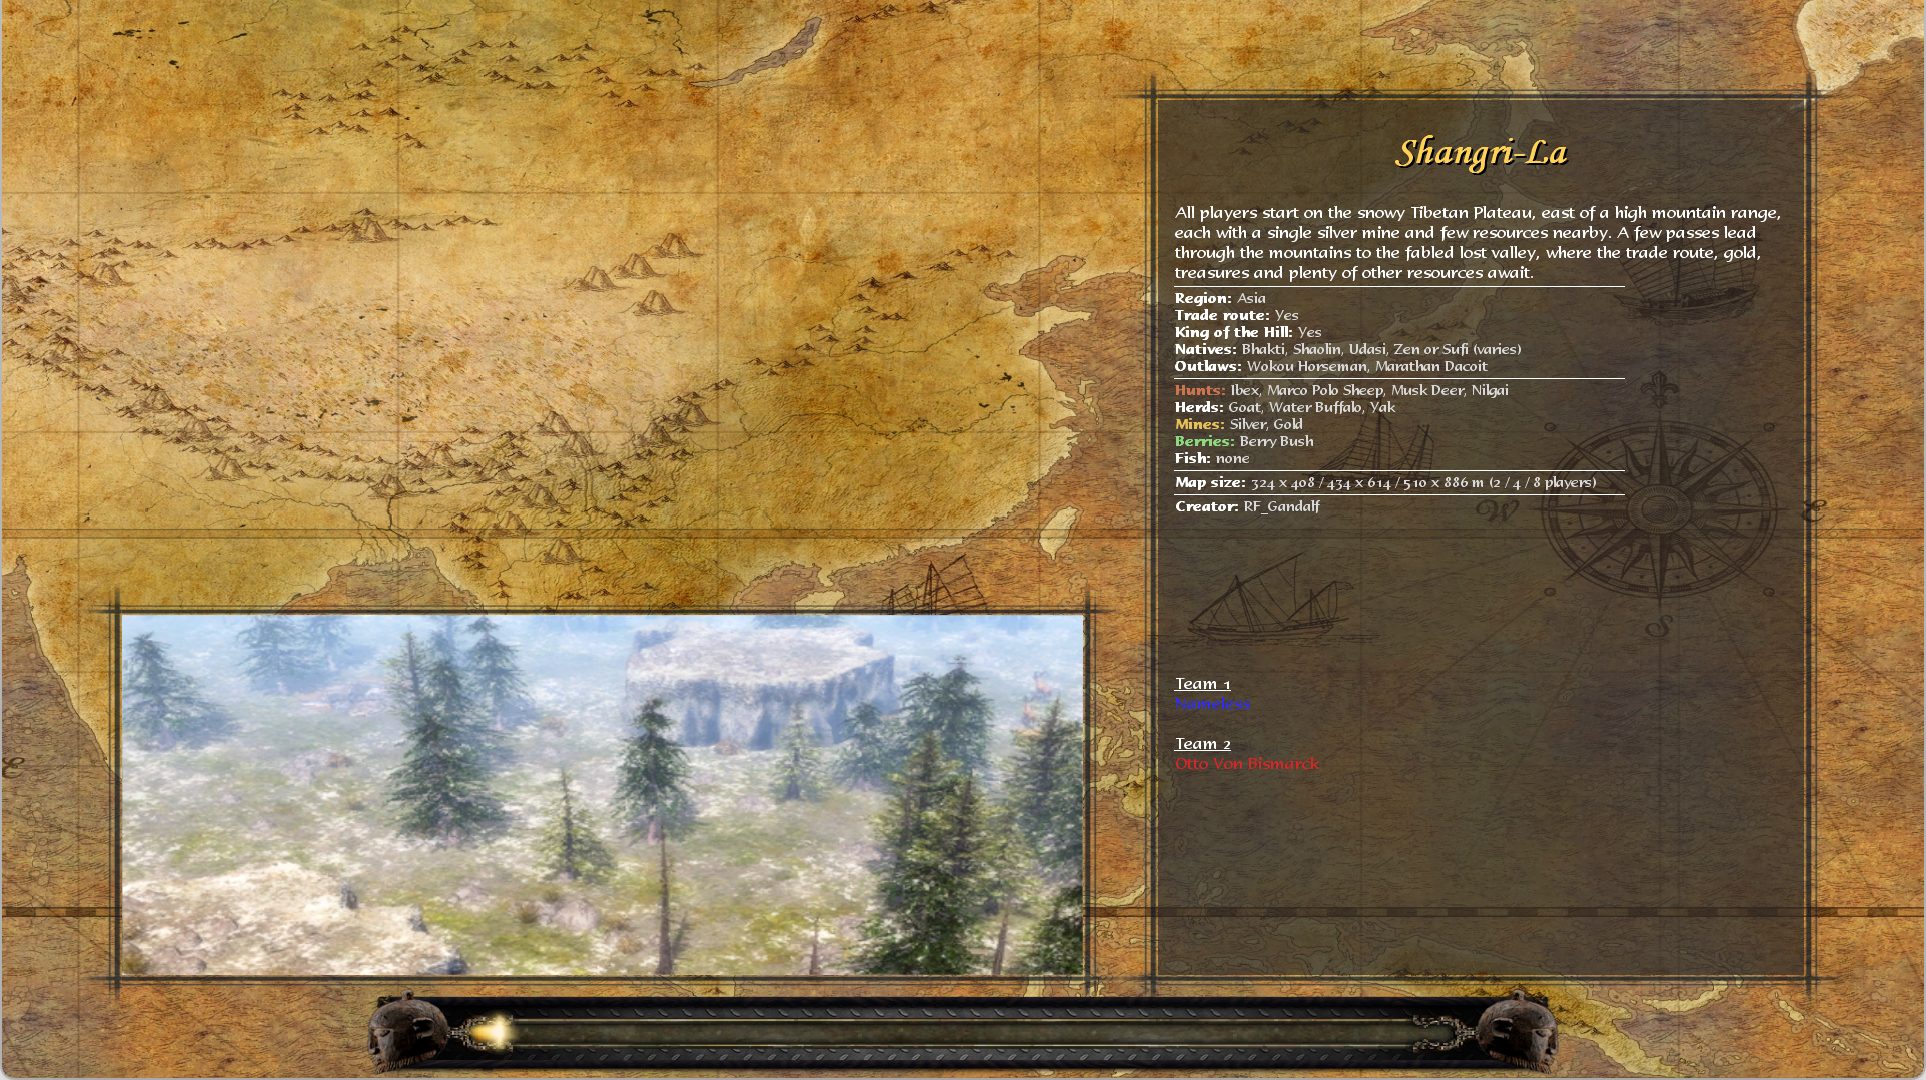 Shangri-La
All players start on the snowy Tibetan Plateau, east of a high mountain range,
each with a single silver mine and few resources nearby. A few passes lead
through the mountains to the fabled lost valley, where the trade route, gold,
treasures and plenty of other resources await.
Region: Asia
Trade route: Yes
King of the Hill: Yes
Natives: Bhakti, Shaolin, Udasi, Zen or Sufi (varies)
Outlaws: Wokou Horseman, Marathan Dacoit
Hunts: Ibex, Marco Polo Sheep, Musk Deer, Nilgai
Herds: Goat, Water Buffalo, Yak
Mines: Silver, Gold
Berries: Berry Bush
Fish: none
Map size: 324 x 408 / 434 x 614 / 510 x 886 m (2 / 4 / 8 players)
Creator: RF_Gandalf
W
E
S
E
Team 1
Nameless
Team 2
Otto Von Bismarck